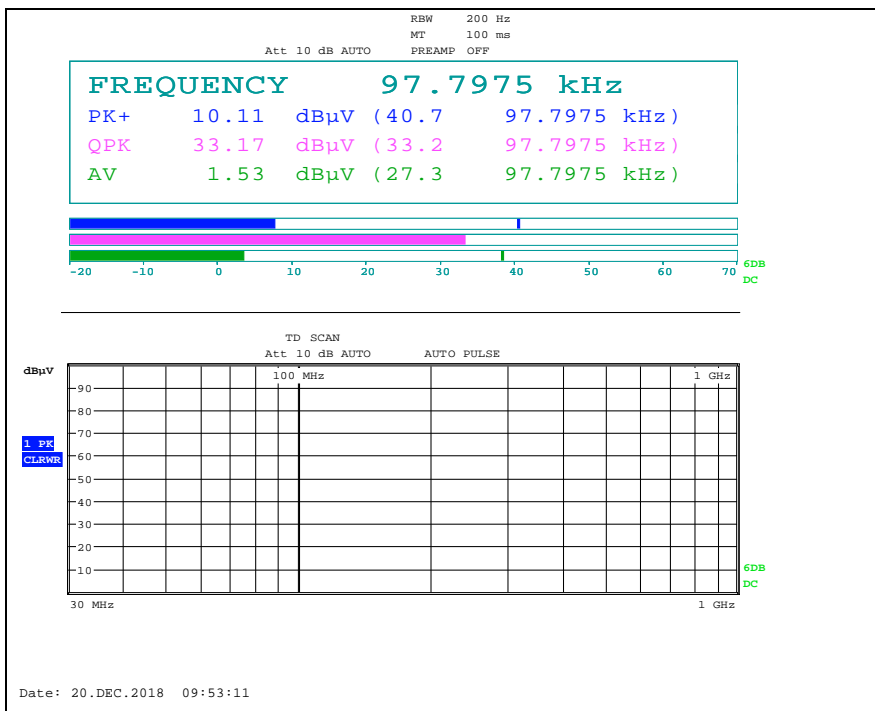 RBW 200 Hz
MT 100 ms
Att 10 dB AUTO PREAMP OFF
FREQUENCY 97.7975 kHz
PK+ 10.11 dBµV (40.7 97.7975 kHz)
QPK 33.17 dBµV (33.2 97.7975 kHz)
AV 1.53 dBµV (27.3 97.7975 kHz)
-20 -10 0 10 20 30 40 50 60 70
6DB
DC
TD SCAN
Att 10 dB AUTO AUTO PULSE
dBµV
100 MHz 1 GHz
90
80
70
1 PK
CLRWR
60
50
40
30
20
10
6DB
DC
30 MHz 1 GHz
Date: 20.DEC.2018 09:53:11